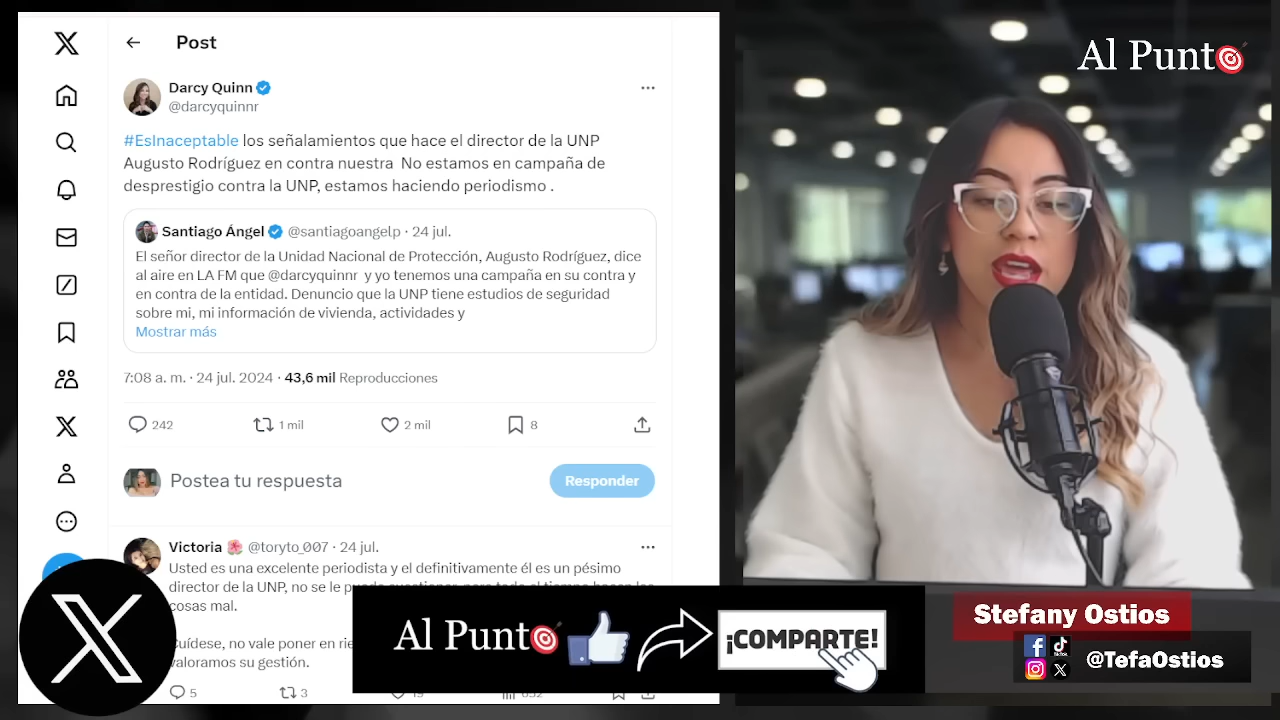 Post
Darcy Quinn
@darcyquinnr
#EsInaceptable los señalamientos que hace el director de la UNP
Augusto Rodríguez en contra nuestra No estamos en campaña de
desprestigio contra la UNP, estamos haciendo periodismo .
Santiago Ángel @santiagoangelp · 24 jul.
El señor director de la Unidad Nacional de Protección, Augusto Rodríguez, dice
al aire en LA FM que @darcyquinnr y yo tenemos una campaña en su contra y
en contra de la entidad. Denuncio que la UNP tiene estudios de seguridad
sobre mi, mi información de vivienda, actividades y
Mostrar más
7:08 a. m. · 24 jul. 2024 · 43,6 mil Reproducciones
242 1 mil 2 mil 8
Postea tu respuesta
Responder
Victoria 🌺 @toryto_007 · 24 jul.
Usted es una excelente periodista y el definitivamente él es un pésimo
director de la UNP, no se le
cosas mal.
Cuídese, no vale poner en
valoramos su gestión.
5 3
Al Punto
¡COMPARTE!
Al Punto
Stefany Ostios
@TefaOstios